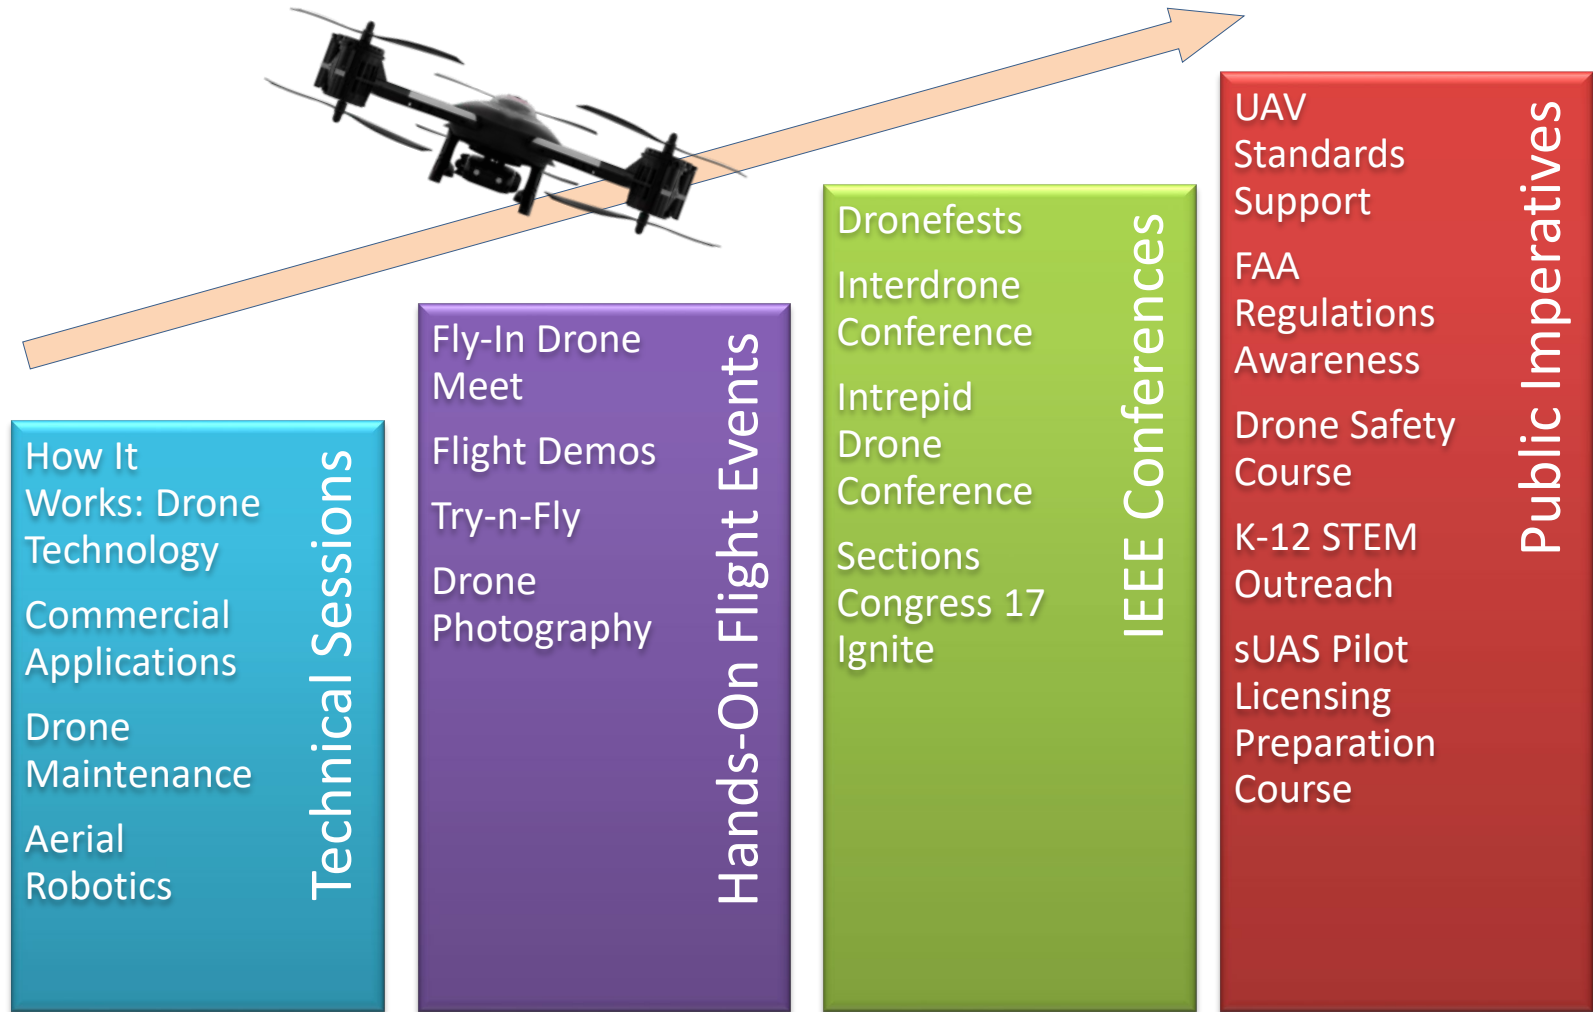 How It
Works: Drone
Technology
Commercial
Applications
Drone
Maintenance
Aerial
Robotics
Technical Sessions
Fly-In Drone
Meet
Flight Demos
Try-n-Fly
Drone
Photography
Hands-On Flight Events
Dronefests
Interdrone
Conference
Intrepid
Drone
Conference
Sections
Congress 17
Ignite
IEEE Conferences
UAV
Standards
Support
FAA
Regulations
Awareness
Drone Safety
Course
K-12 STEM
Outreach
sUAS Pilot
Licensing
Preparation
Course
Public Imperatives